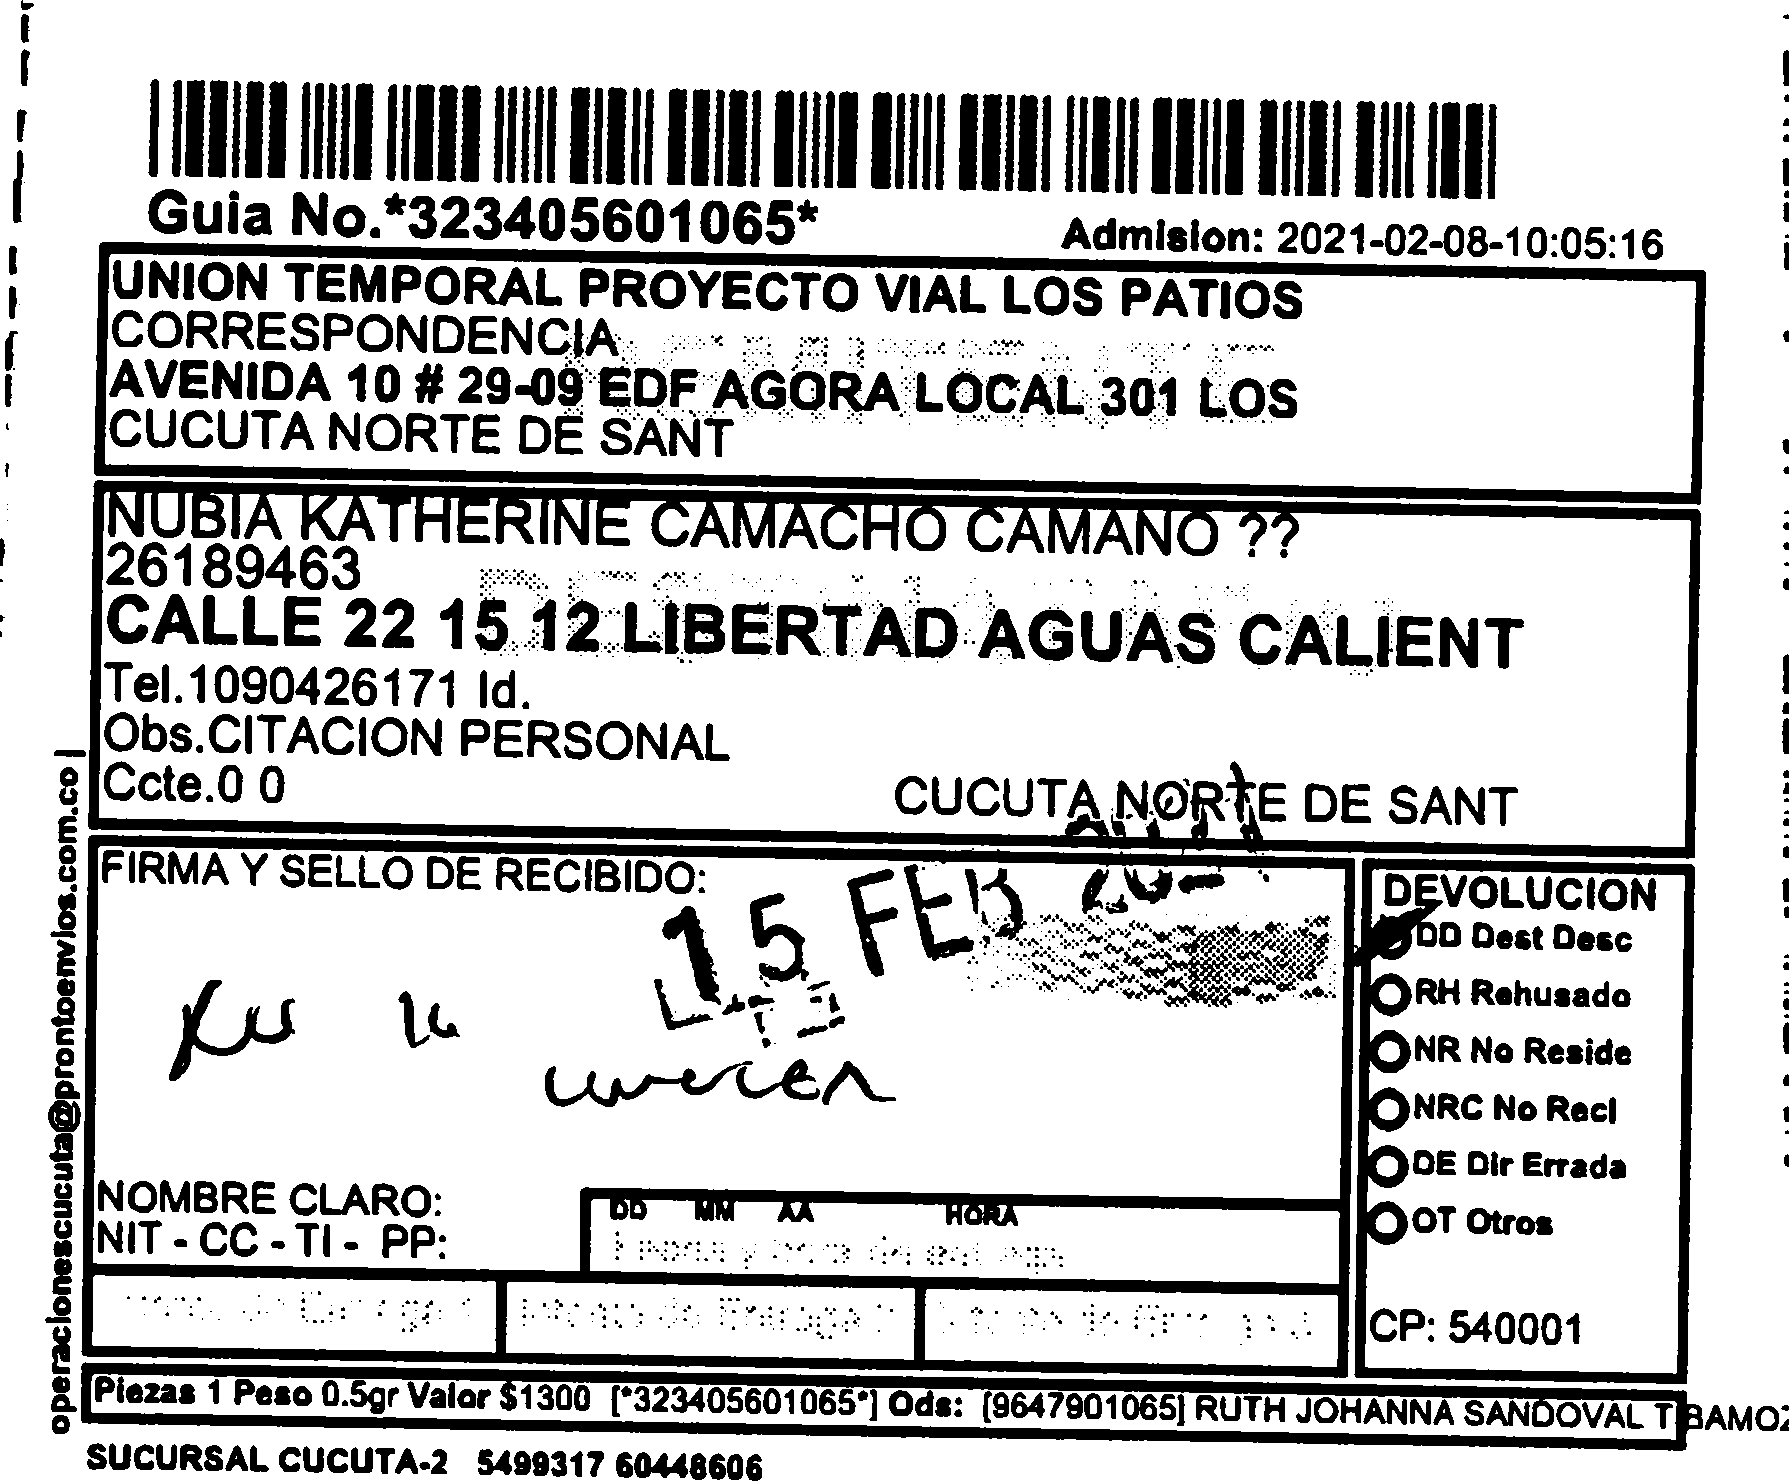 Guia No.*323405601065*
Admision: 2021-02-08-10:05:16
UNION TEMPORAL PROYECTO VIAL LOS PATIOS
CORRESPONDENCIA
REMITENTE
AVENIDA 10 # 29-09 EDF AGORA LOCAL 301 LOS
CUCUTA NORTE DE SANT
NUBIA KATHERINE CAMACHO CAMANO ??
26189463
CALLE 22 15 12 LIBERTAD AGUAS CALIENT
Tel.1090426171 Id.
Obs.CITACION PERSONAL
Ccte.0 0
CUCUTA NORTE DE SANT
FIRMA Y SELLO DE RECIBIDO:
15 FEB 2021
DEVOLUCION
DD Dest Desc
RH Rehusado
NR No Reside
NRC No Recl
DE Dir Errada
OT Otros
NOMBRE CLARO:
NIT - CC - TI - PP:
DD MM AA HORA
CP: 540001
Piezas 1 Peso 0.5gr Valor $1300 [*323405601065*] Ods: [9647901065] RUTH JOHANNA SANDOVAL TIBAMOZ
SUCURSAL CUCUTA-2 5499317 60448606
operacionescucuta@prontoenvios.com.co |